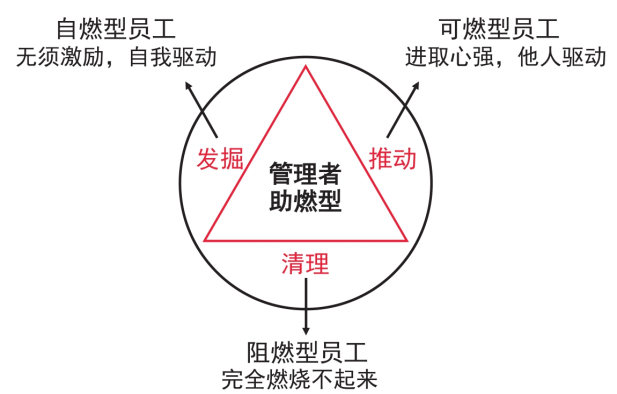 自燃型员工
无须激励，自我驱动
可燃型员工
进取心强，他人驱动
发掘
推动
管理者
助燃型
清理
阻燃型员工
完全燃烧不起来